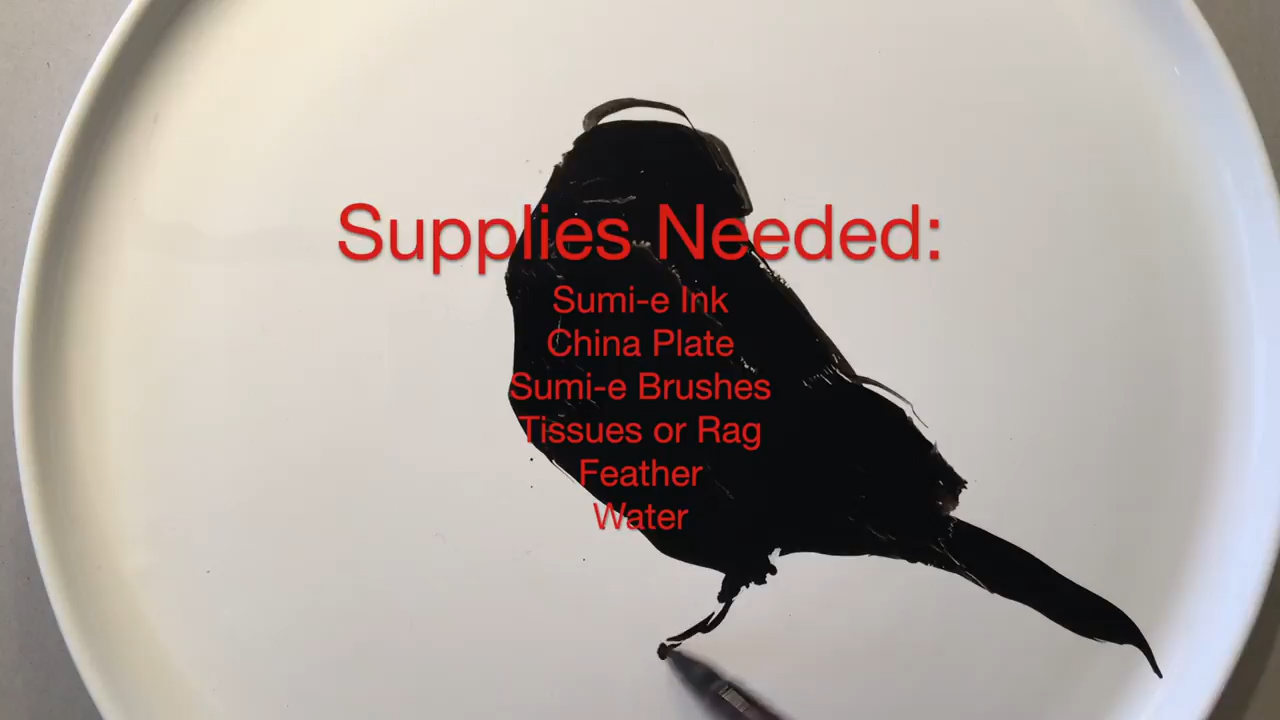 Supplies Needed:
Sumi-e Ink
China Plate
Sumi-e Brushes
Tissues or Rag
Feather
Water